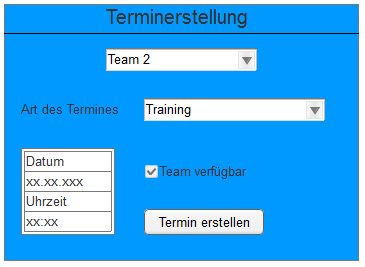 Terminerstellung
Team 2
Art des Termines Training
Datum
xx.xx.xxx
Uhrzeit
xx:xx
Team verfügbar
Termin erstellen